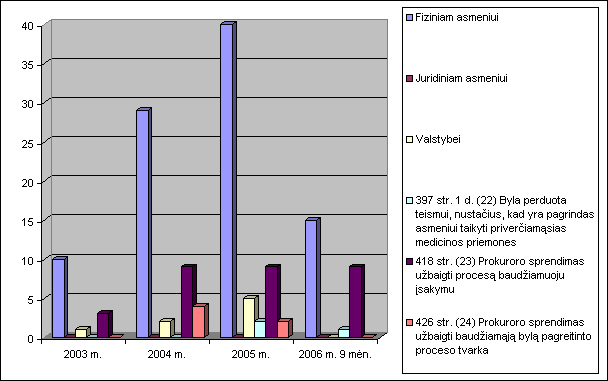 40
35
30
25
20
15
10
5
0
2003 m.
2004 m.
2005 m.
2006 m. 9 mėn.
Fiziniam asmeniui
Juridiniam asmeniui
Valstybei
397 str. 1 d. (22) Byla perduota
teismui, nustačius, kad yra pagrindas
asmeniui taikyti priverčiamąsias
medicinos priemones
418 str. (23) Prokuroro sprendimas
užbaigti procesą baudžiamuoju
įsakymu
426 str. (24) Prokuroro sprendimas
užbaigti baudžiamąją bylą pagreitinto
proceso tvarka